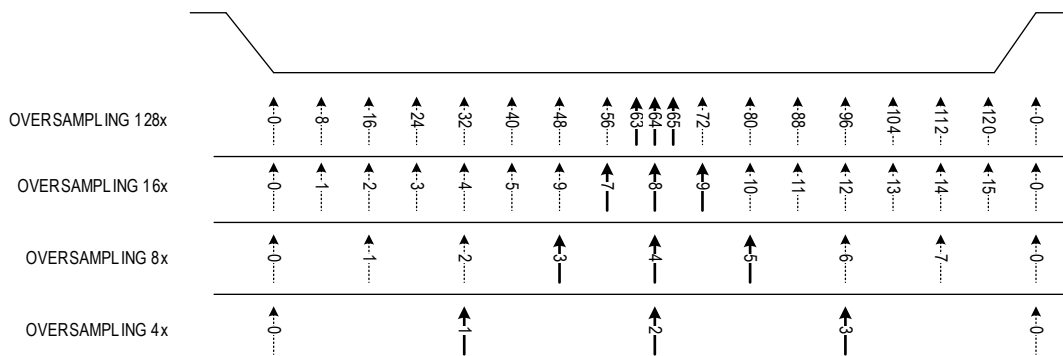 OVERSAMPLING 128x 0 8 16 24 32 40 48 56 63 64 65 72 80 88 96 104 112 120 0
OVERSAMPLING 16x 0 1 2 3 4 5 9 7 8 9 10 11 12 13 14 15 0
OVERSAMPLING 8x 0 1 2 3 4 5 6 7 0
OVERSAMPLING 4x 0 1 2 3 0